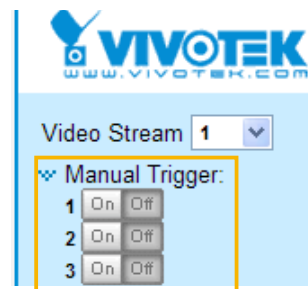 VIVOTEK
www.vivotek.com
Video Stream 1
Manual Trigger:
1 On Off
2 On Off
3 On Off